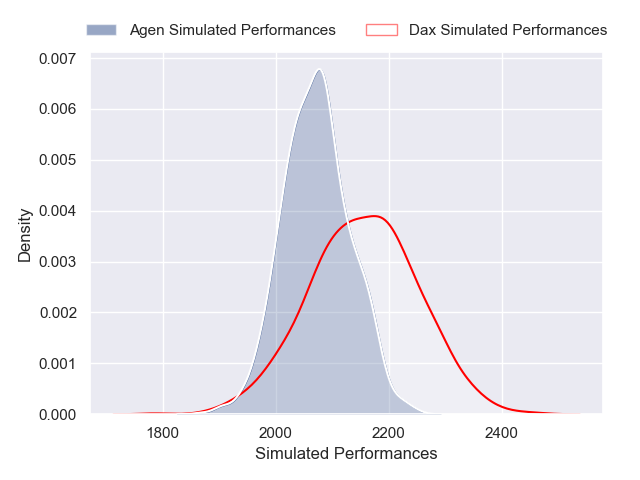 Agen Simulated Performances Dax Simulated Performances
0.007
0.006
0.005
0.004
0.003
0.002
0.001
0.000
Density
1800 2000 2200 2400
Simulated Performances